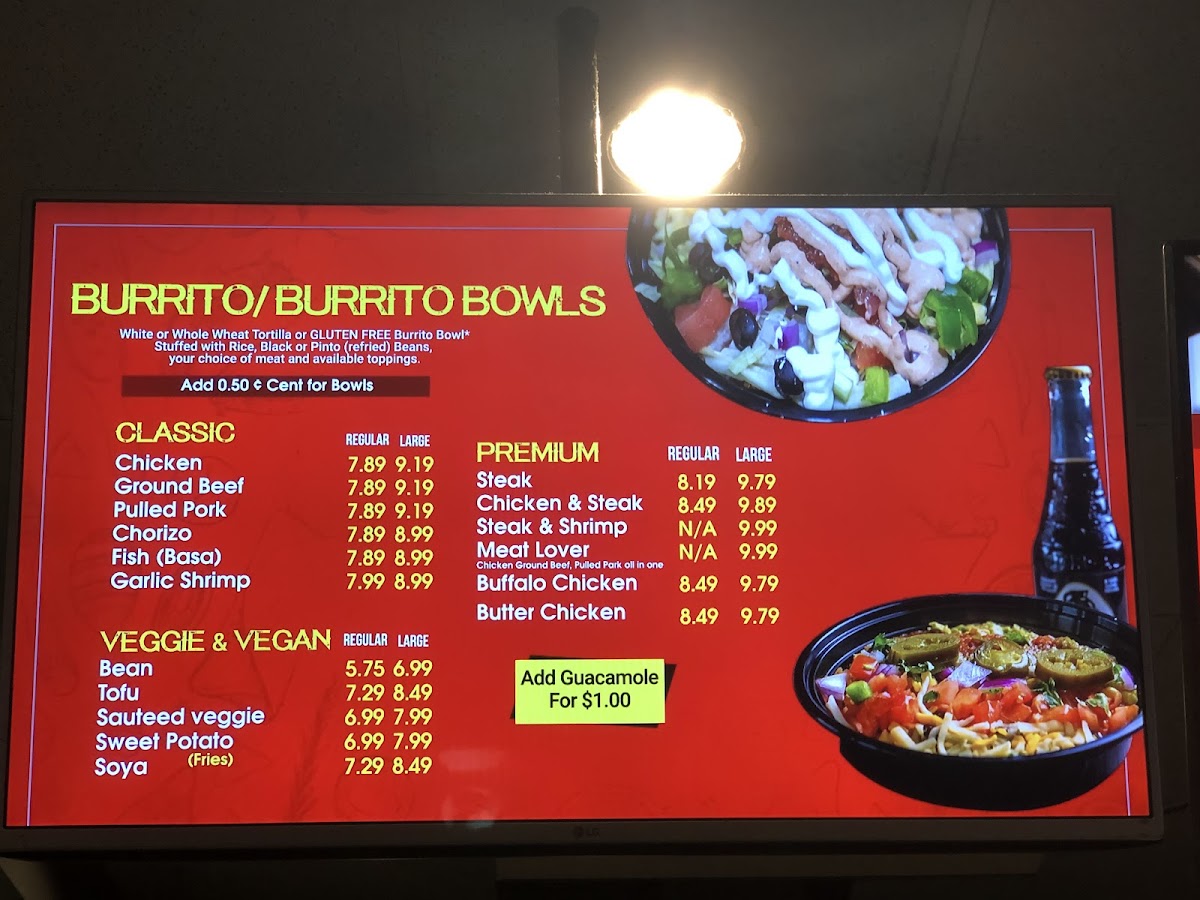 BURRITO/BURRITO BOWLS
White or Whole Wheat Tortilla or GLUTEN FREE Burrito Bowl*
Stuffed with Rice, Black or Pinto (refried) Beans,
your choice of meat and available toppings.
Add 0.50 ¢ Cent for Bowls
CLASSIC REGULAR LARGE
Chicken 7.89 9.19
Ground Beef 7.89 9.19
Pulled Pork 7.89 9.19
Chorizo 7.89 8.99
Fish (Basa) 7.89 8.99
Garlic Shrimp 7.99 8.99
VEGGIE & VEGAN REGULAR LARGE
Bean 5.75 6.99
Tofu 7.29 8.49
Sauteed veggie 6.99 7.99
Sweet Potato 6.99 7.99
(Fries)
Soya 7.29 8.49
PREMIUM REGULAR LARGE
Steak 8.19 9.79
Chicken & Steak 8.49 9.89
Steak & Shrimp N/A 9.99
Meat Lover N/A 9.99
Chicken Ground Beef, Pulled Park oll in one
Buffalo Chicken 8.49 9.79
Butter Chicken 8.49 9.79
Add Guacamole
For $1.00
LG